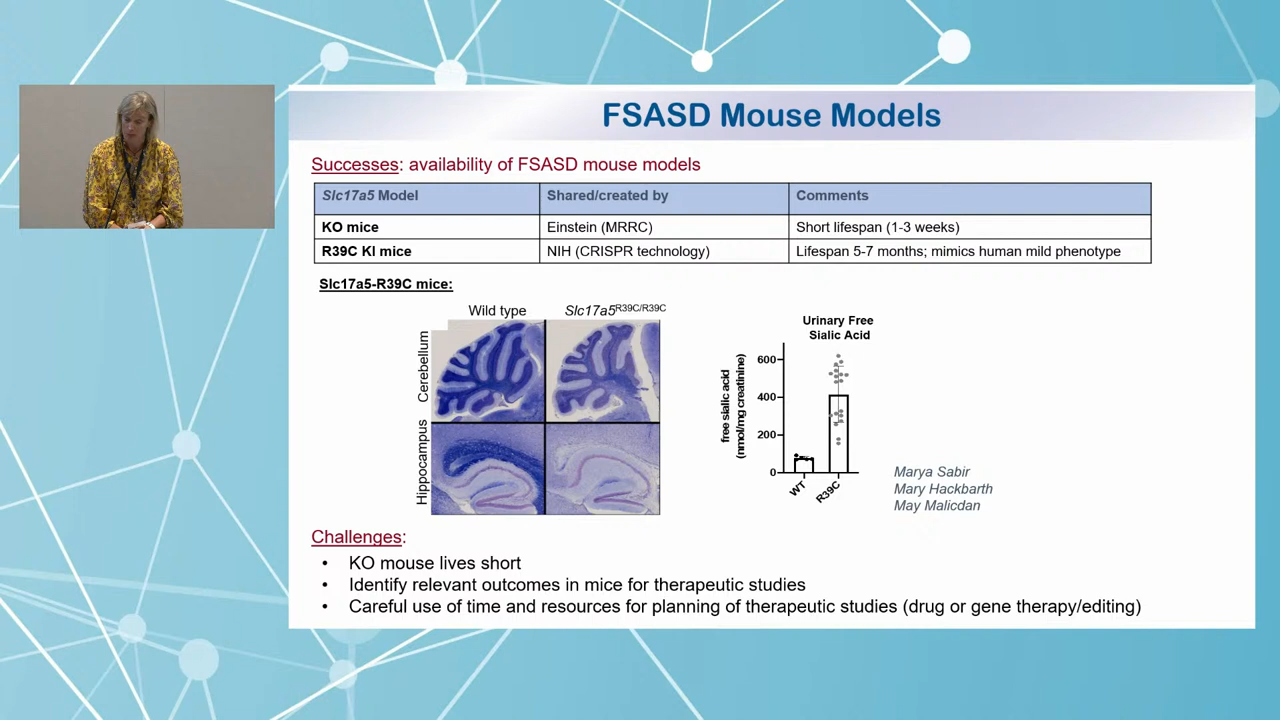 FSASD Mouse Models
Successes: availability of FSASD mouse models
Slc17a5 Model Shared/created by Comments
KO mice Einstein (MRRC) Short lifespan (1-3 weeks)
R39C KI mice NIH (CRISPR technology) Lifespan 5-7 months; mimics human mild phenotype
Slc17a5-R39C mice:
Wild type Slc17a5R39C/R39C
Cerebellum
Hippocampus
Urinary Free
Sialic Acid
free sialic acid
(nmol/mg creatinine)
600
400
200
0
WT
R39C
Marya Sabir
Mary Hackbarth
May Malicdan
Challenges:
• KO mouse lives short
• Identify relevant outcomes in mice for therapeutic studies
• Careful use of time and resources for planning of therapeutic studies (drug or gene therapy/editing)